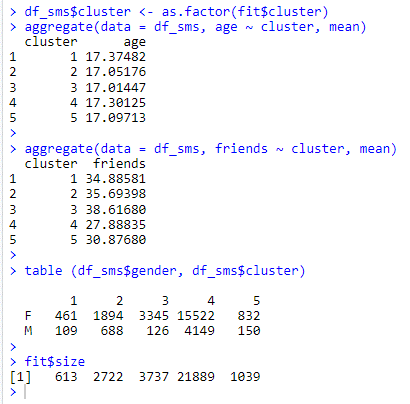 > df_sms$cluster <- as.factor(fit$cluster)
> aggregate(data = df_sms, age ~ cluster, mean)
  cluster      age
1       1 17.37482
2       2 17.05176
3       3 17.01447
4       4 17.30125
5       5 17.09713
>
> aggregate(data = df_sms, friends ~ cluster, mean)
  cluster  friends
1       1 34.88581
2       2 35.69398
3       3 38.61680
4       4 27.88835
5       5 30.87680
>
> table (df_sms$gender, df_sms$cluster)
        1     2     3     4     5
  F   461  1894  3345 15522   832
  M   109   688   126  4149   150
>
> fit$size
[1]   613  2722  3737 21889  1039
>